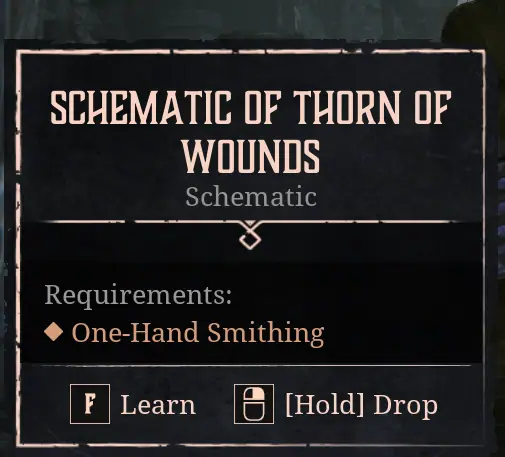 SCHEMATIC OF THORN OF
WOUNDS
Schematic
Requirements:
One-Hand Smithing
F Learn [Hold] Drop